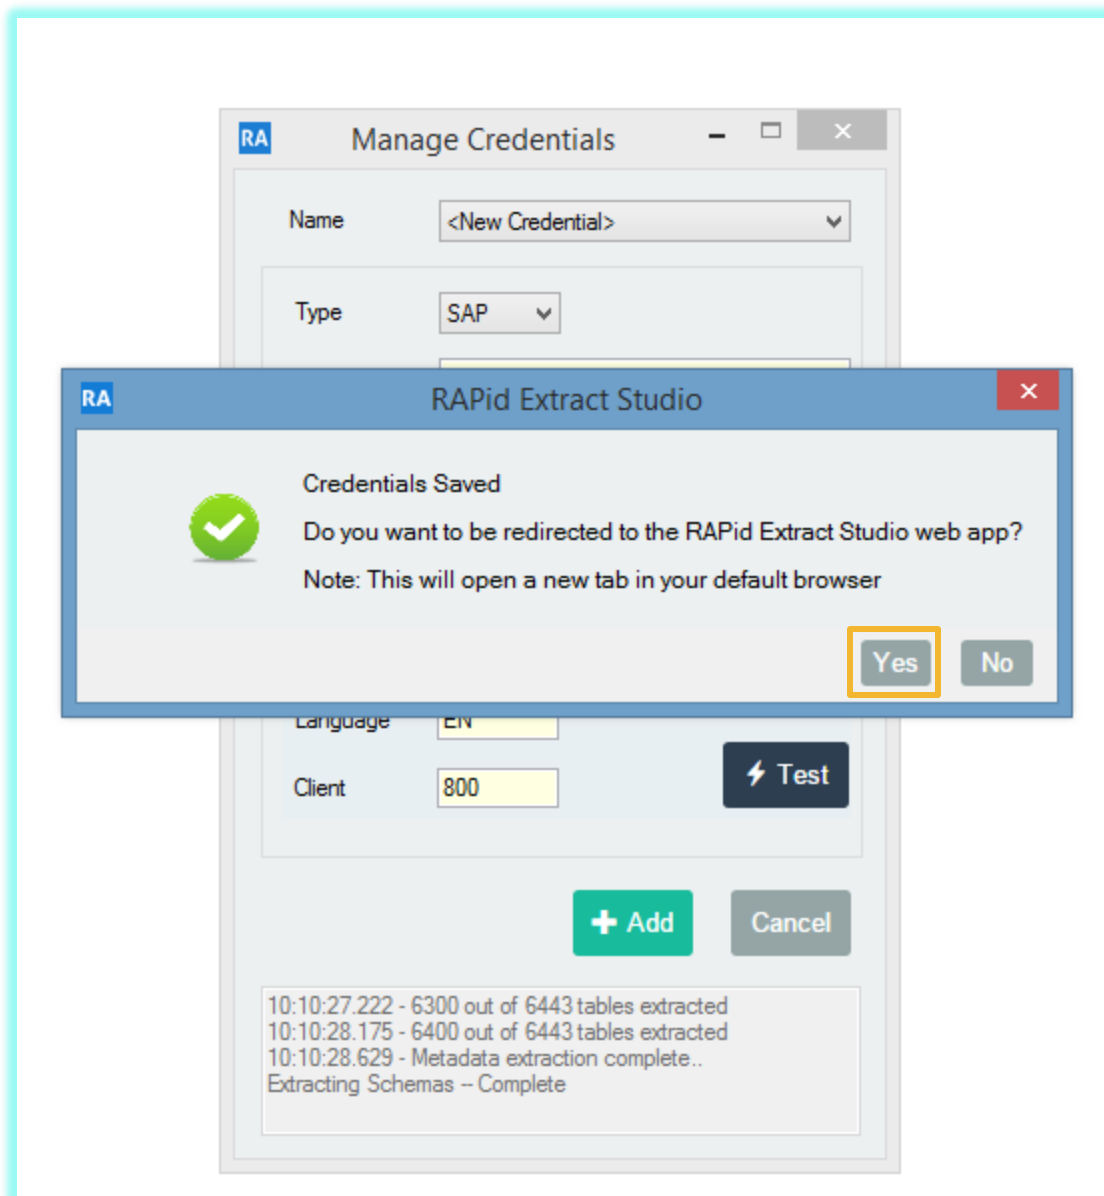 RA Manage Credentials
Name <New Credential>
Type SAP
RA RAPid Extract Studio
Credentials Saved
Do you want to be redirected to the RAPid Extract Studio web app?
Note: This will open a new tab in your default browser
Yes No
Language EN
Client 800
Test
Add Cancel
10:10:27.222 - 6300 out of 6443 tables extracted
10:10:28.175 - 6400 out of 6443 tables extracted
10:10:28.629 - Metadata extraction complete..
Extracting Schemas -- Complete